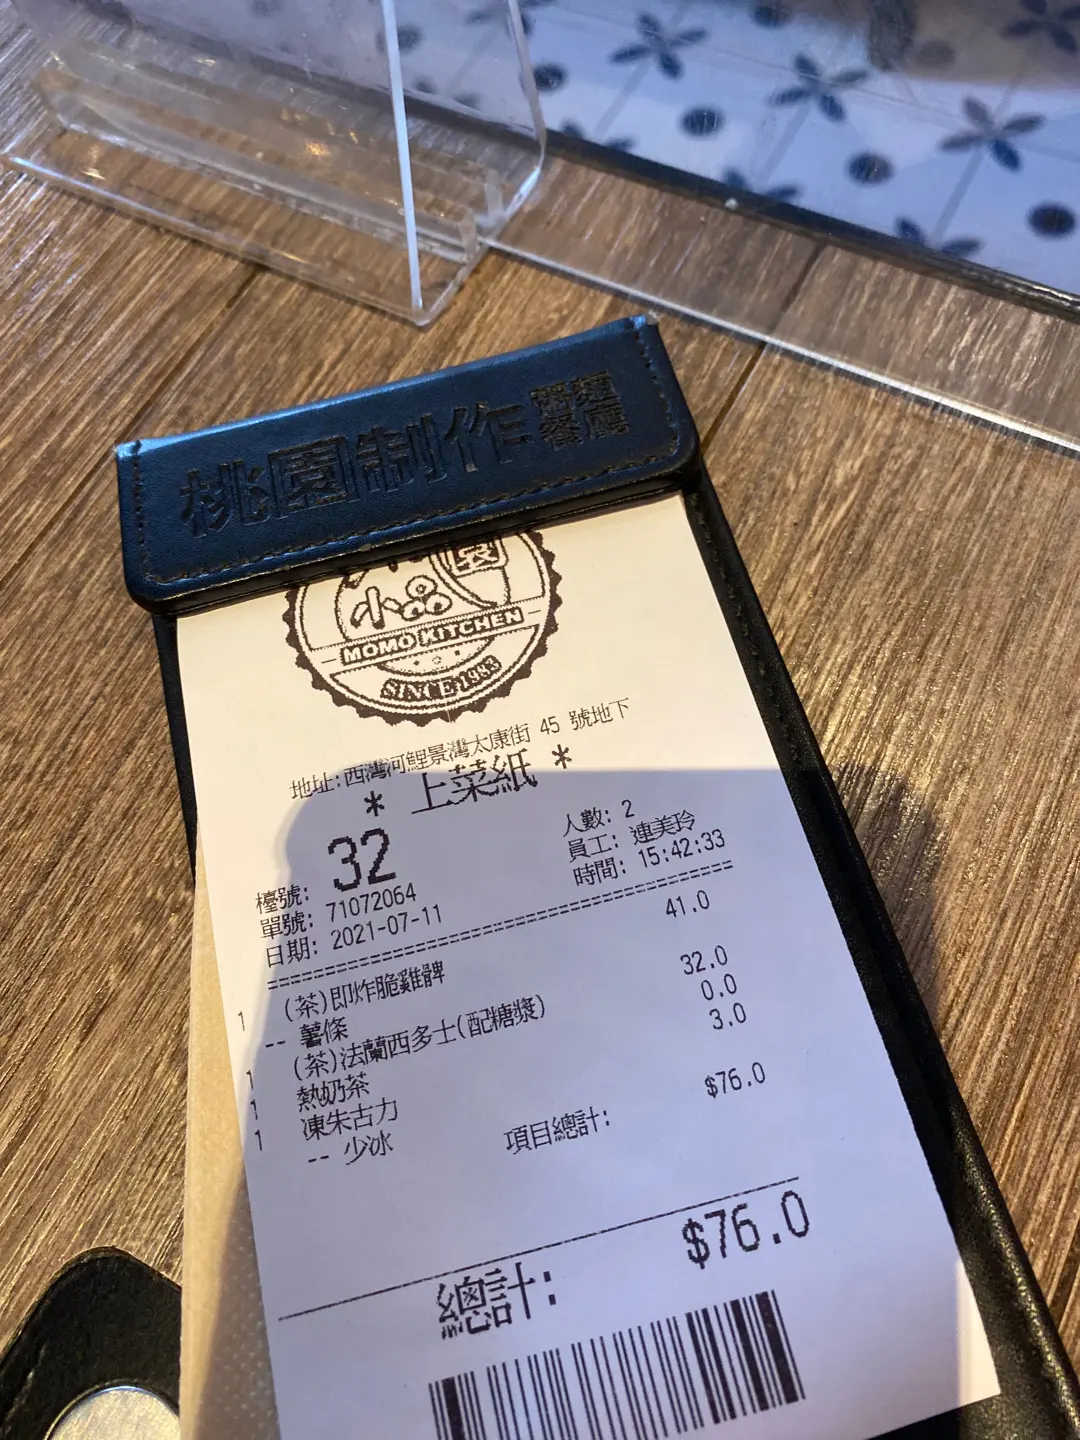 桃園制作 粥麵餐廳
小品
園
MOMO KITCHEN
SINCE 1993
地址:西灣河鯉景灣太康街 45 號地下
* 上菜紙 *
檯號: 32
人數: 2
單號: 71072064
員工: 連美玲
日期: 2021-07-11
時間: 15:42:33
1 (茶)即炸脆雞髀 41.0
-- 薯條
1 (茶)法蘭西多士(配糖漿) 32.0
1 熱奶茶 0.0
1 凍朱古力 3.0
-- 少冰
項目總計: $76.0
總計: $76.0